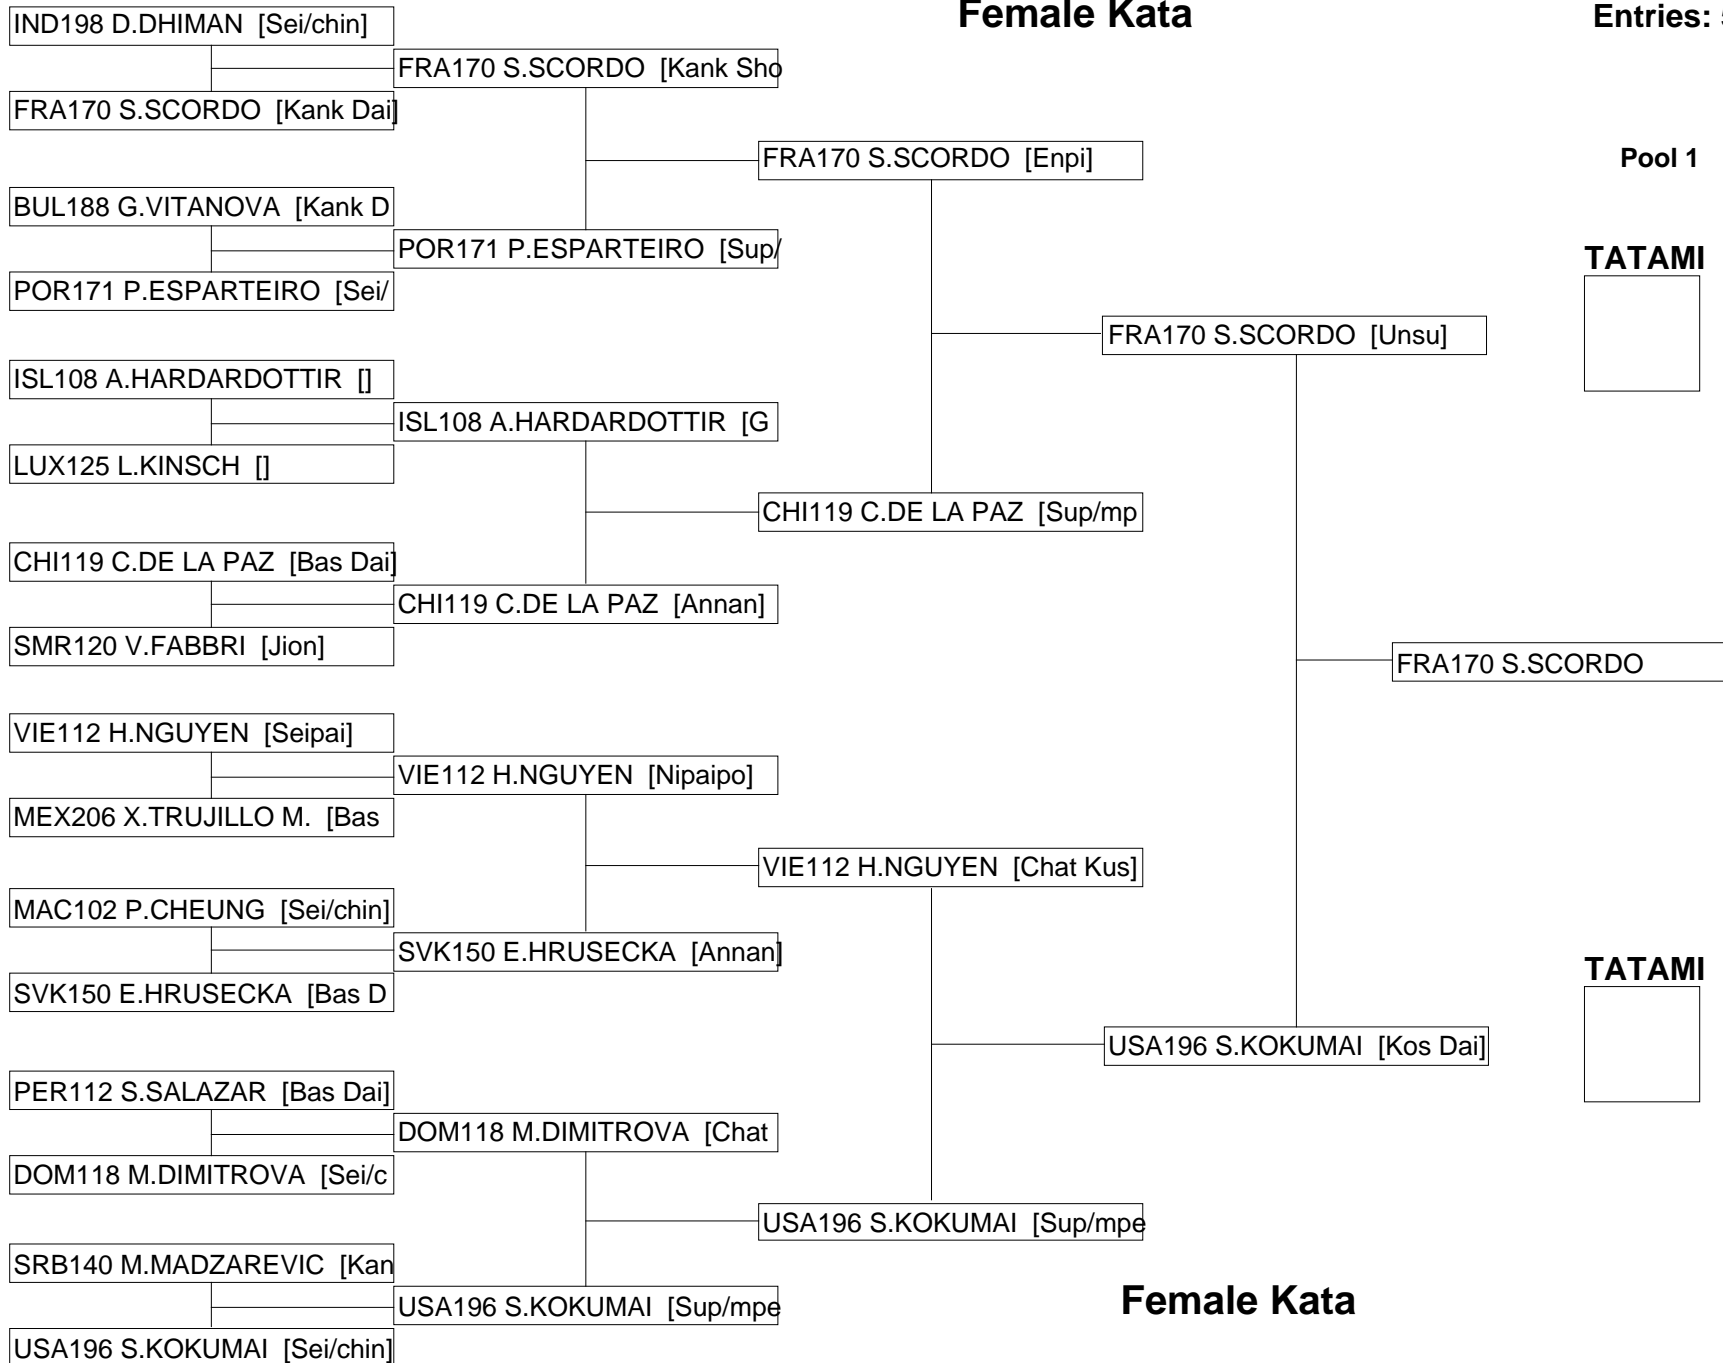 Female Kata
Entries: 5
IND198 D.DHIMAN [Sei/chin]
FRA170 S.SCORDO [Kank Sho
FRA170 S.SCORDO [Kank Dai]
FRA170 S.SCORDO [Enpi]
Pool 1
BUL188 G.VITANOVA [Kank D
POR171 P.ESPARTEIRO [Sup/
TATAMI
POR171 P.ESPARTEIRO [Sei/
FRA170 S.SCORDO [Unsu]
ISL108 A.HARDARDOTTIR []
ISL108 A.HARDARDOTTIR [G
LUX125 L.KINSCH []
CHI119 C.DE LA PAZ [Sup/mp
CHI119 C.DE LA PAZ [Bas Dai]
CHI119 C.DE LA PAZ [Annan]
SMR120 V.FABBRI [Jion]
FRA170 S.SCORDO
VIE112 H.NGUYEN [Seipai]
VIE112 H.NGUYEN [Nipaipo]
MEX206 X.TRUJILLO M. [Bas
VIE112 H.NGUYEN [Chat Kus]
MAC102 P.CHEUNG [Sei/chin]
SVK150 E.HRUSECKA [Annan]
TATAMI
SVK150 E.HRUSECKA [Bas D
USA196 S.KOKUMAI [Kos Dai]
PER112 S.SALAZAR [Bas Dai]
DOM118 M.DIMITROVA [Chat
DOM118 M.DIMITROVA [Sei/c
USA196 S.KOKUMAI [Sup/mpe
SRB140 M.MADZAREVIC [Kan
USA196 S.KOKUMAI [Sup/mpe
Female Kata
USA196 S.KOKUMAI [Sei/chin]